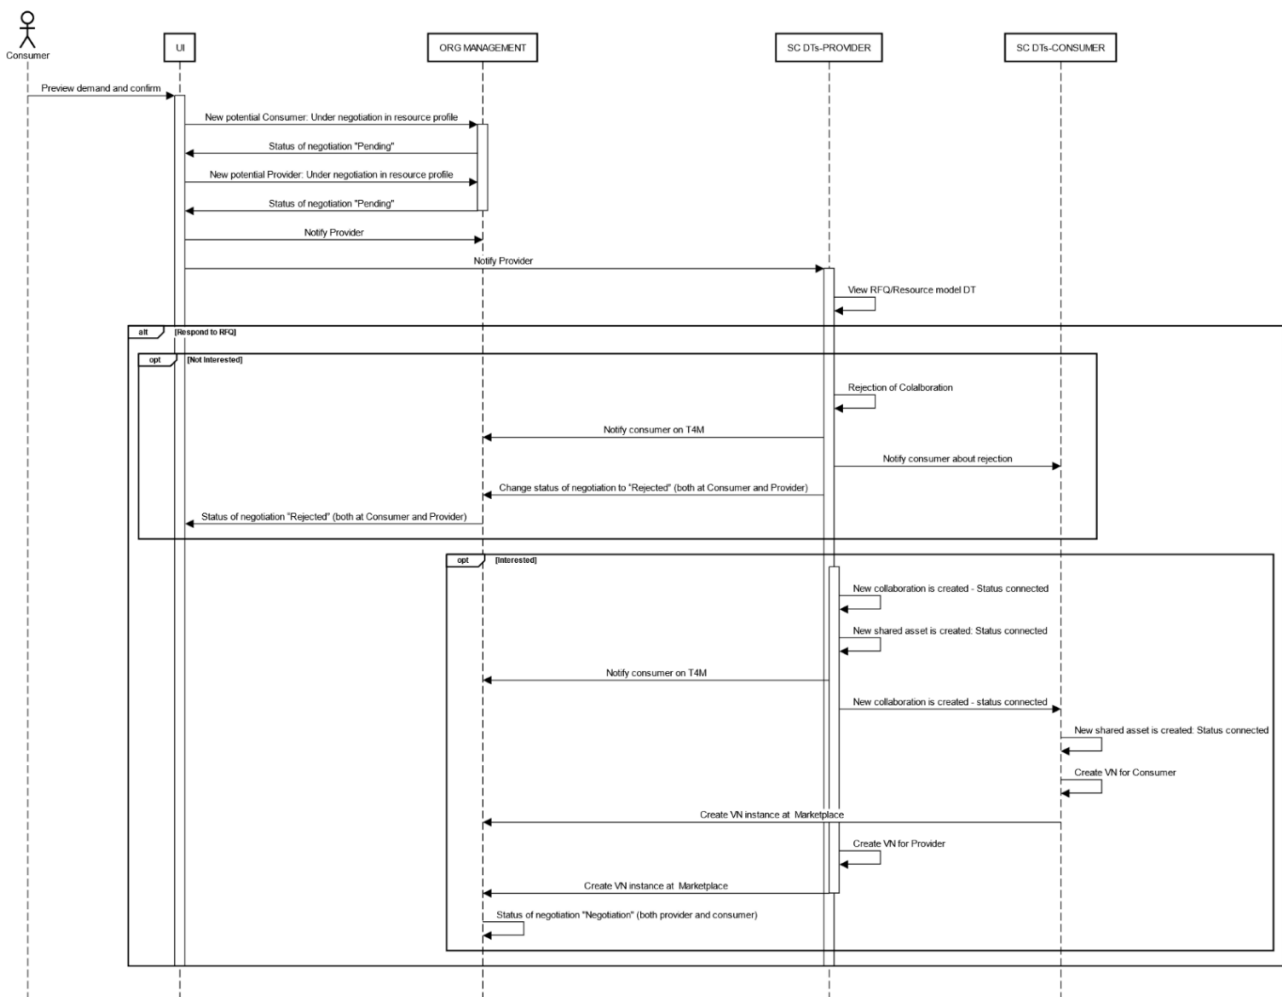 Consumer
UI
ORG MANAGEMENT
SC DTs-PROVIDER
SC DTs-CONSUMER
Preview demand and confirm
New potential Consumer: Under negotiation in resource profile
Status of negotiation "Pending"
New potential Provider: Under negotiation in resource profile
Status of negotiation "Pending"
Notify Provider
Notify Provider
View RFQ/Resource model DT
alt
[Respond to RFQ]
opt
[Not Interested]
Rejection of Colalboration
Notify consumer on T4M
Notify consumer about rejection
Change status of negotiation to "Rejected" (both at Consumer and Provider)
Status of negotiation "Rejected" (both at Consumer and Provider)
opt
[Interested]
New collaboration is created - Status connected
New shared asset is created: Status connected
Notify consumer on T4M
New collaboration is created - status connected
New shared asset is created: Status connected
Create VN for Consumer
Create VN instance at Marketplace
Create VN for Provider
Create VN instance at Marketplace
Status of negotiation "Negotiation" (both provider and consumer)